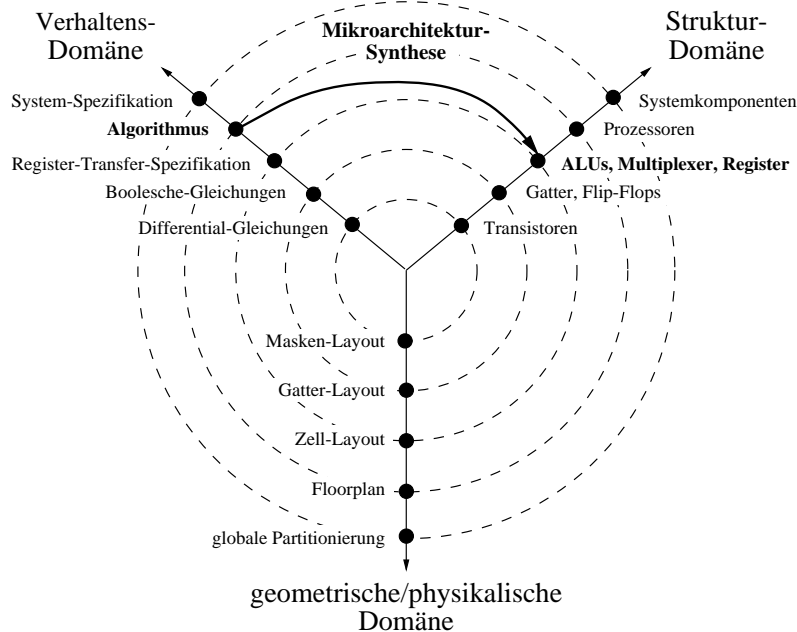 Verhaltens-
Domäne
Mikroarchitektur-
Synthese
Struktur-
Domäne
System-Spezifikation
Systemkomponenten
Algorithmus
Prozessoren
Register-Transfer-Spezifikation
ALUs, Multiplexer, Register
Boolesche-Gleichungen
Gatter, Flip-Flops
Differential-Gleichungen
Transistoren
Masken-Layout
Gatter-Layout
Zell-Layout
Floorplan
globale Partitionierung
geometrische/physikalische
Domäne